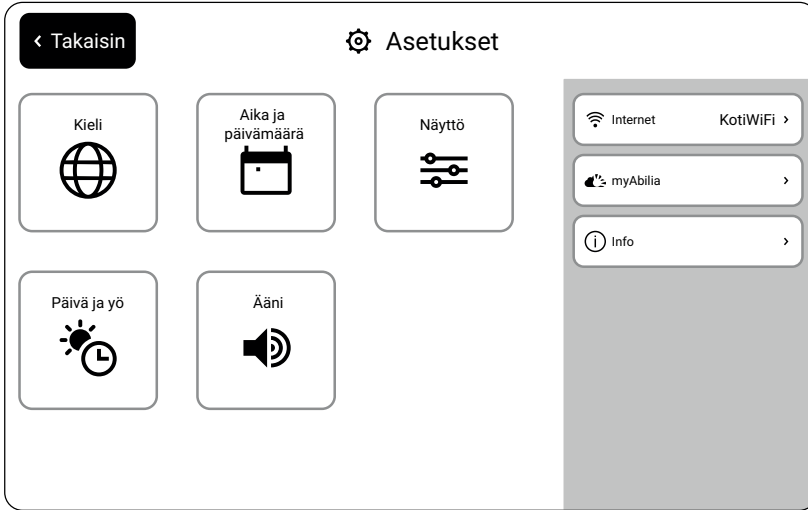 Takaisin
Asetukset
Kieli
Aika ja
päivämäärä
Näyttö
Päivä ja yö
Ääni
Internet KotiWiFi
myAbilia
Info